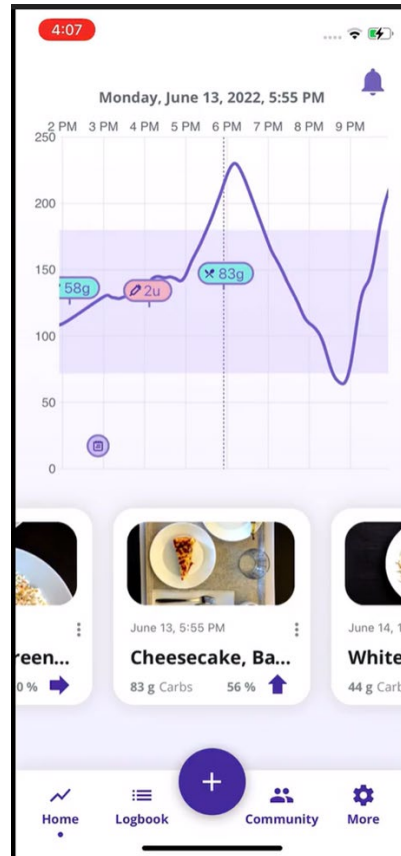 4:07
Monday, June 13, 2022, 5:55 PM
2 PM 3 PM 4 PM 5 PM 6 PM 7 PM 8 PM 9 PM
250
200
150
100
50
0
58g
2u
83g
reen...
0 %
June 13, 5:55 PM
Cheesecake, Ba...
83 g Carbs 56 %
June 14, 1
White
44 g Carb
+
Home Logbook Community More